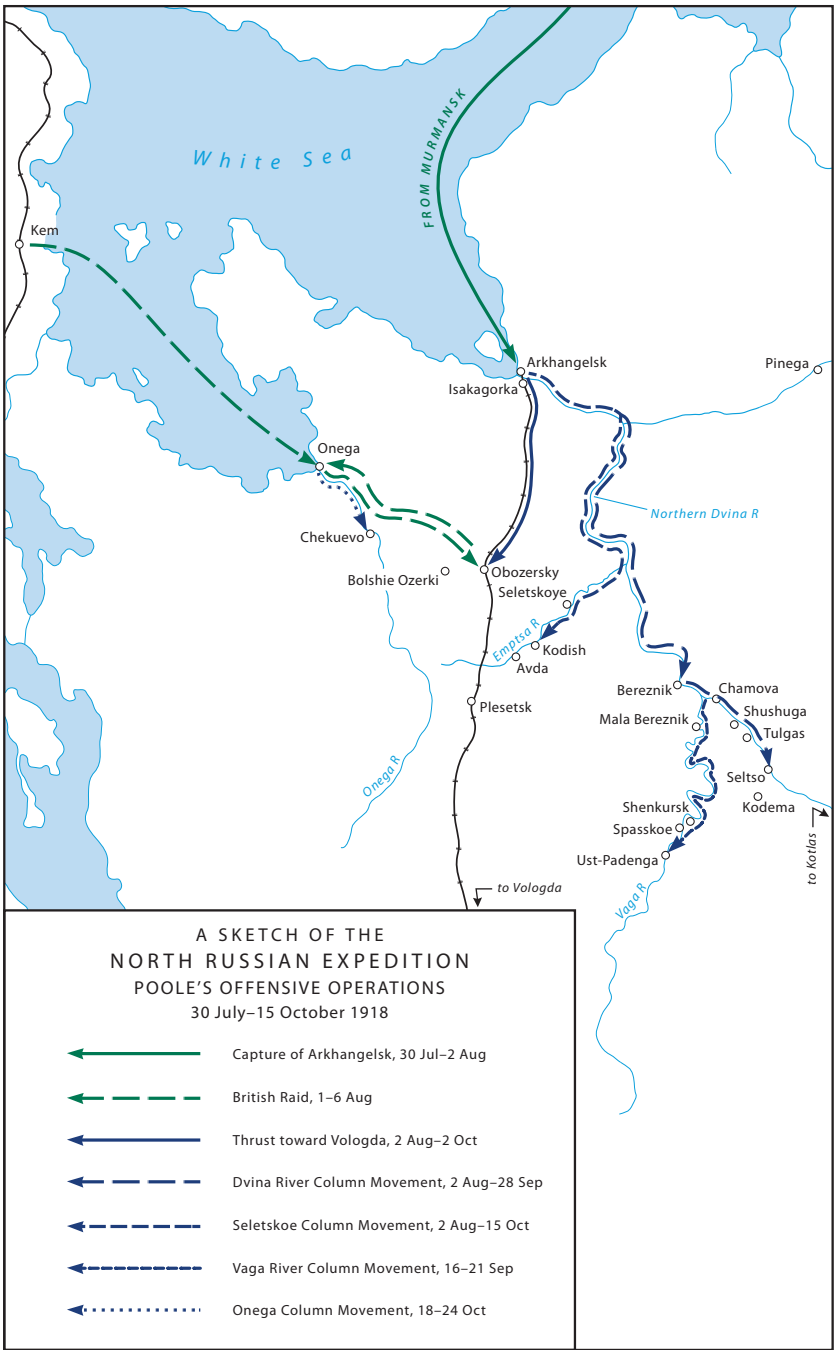 White Sea
FROM MURMANSK
Kem
Arkhangelsk
Isakagorka
Pinega
Onega
Northern Dvina R
Chekuevo
Bolshie Ozerki
Obozersky
Seletskoye
Emptsa R
Kodish
Avda
Bereznik
Chamova
Plesetsk
Mala Bereznik
Shushuga
Tulgas
Onega R
Seltso
Kodema
Shenkursk
Spasskoe
Ust-Padenga
to Kotlas
Vaga R
to Vologda
A SKETCH OF THE
NORTH RUSSIAN EXPEDITION
POOLE'S OFFENSIVE OPERATIONS
30 July–15 October 1918
Capture of Arkhangelsk, 30 Jul–2 Aug
British Raid, 1–6 Aug
Thrust toward Vologda, 2 Aug–2 Oct
Dvina River Column Movement, 2 Aug–28 Sep
Seletskoe Column Movement, 2 Aug–15 Oct
Vaga River Column Movement, 16–21 Sep
Onega Column Movement, 18–24 Oct